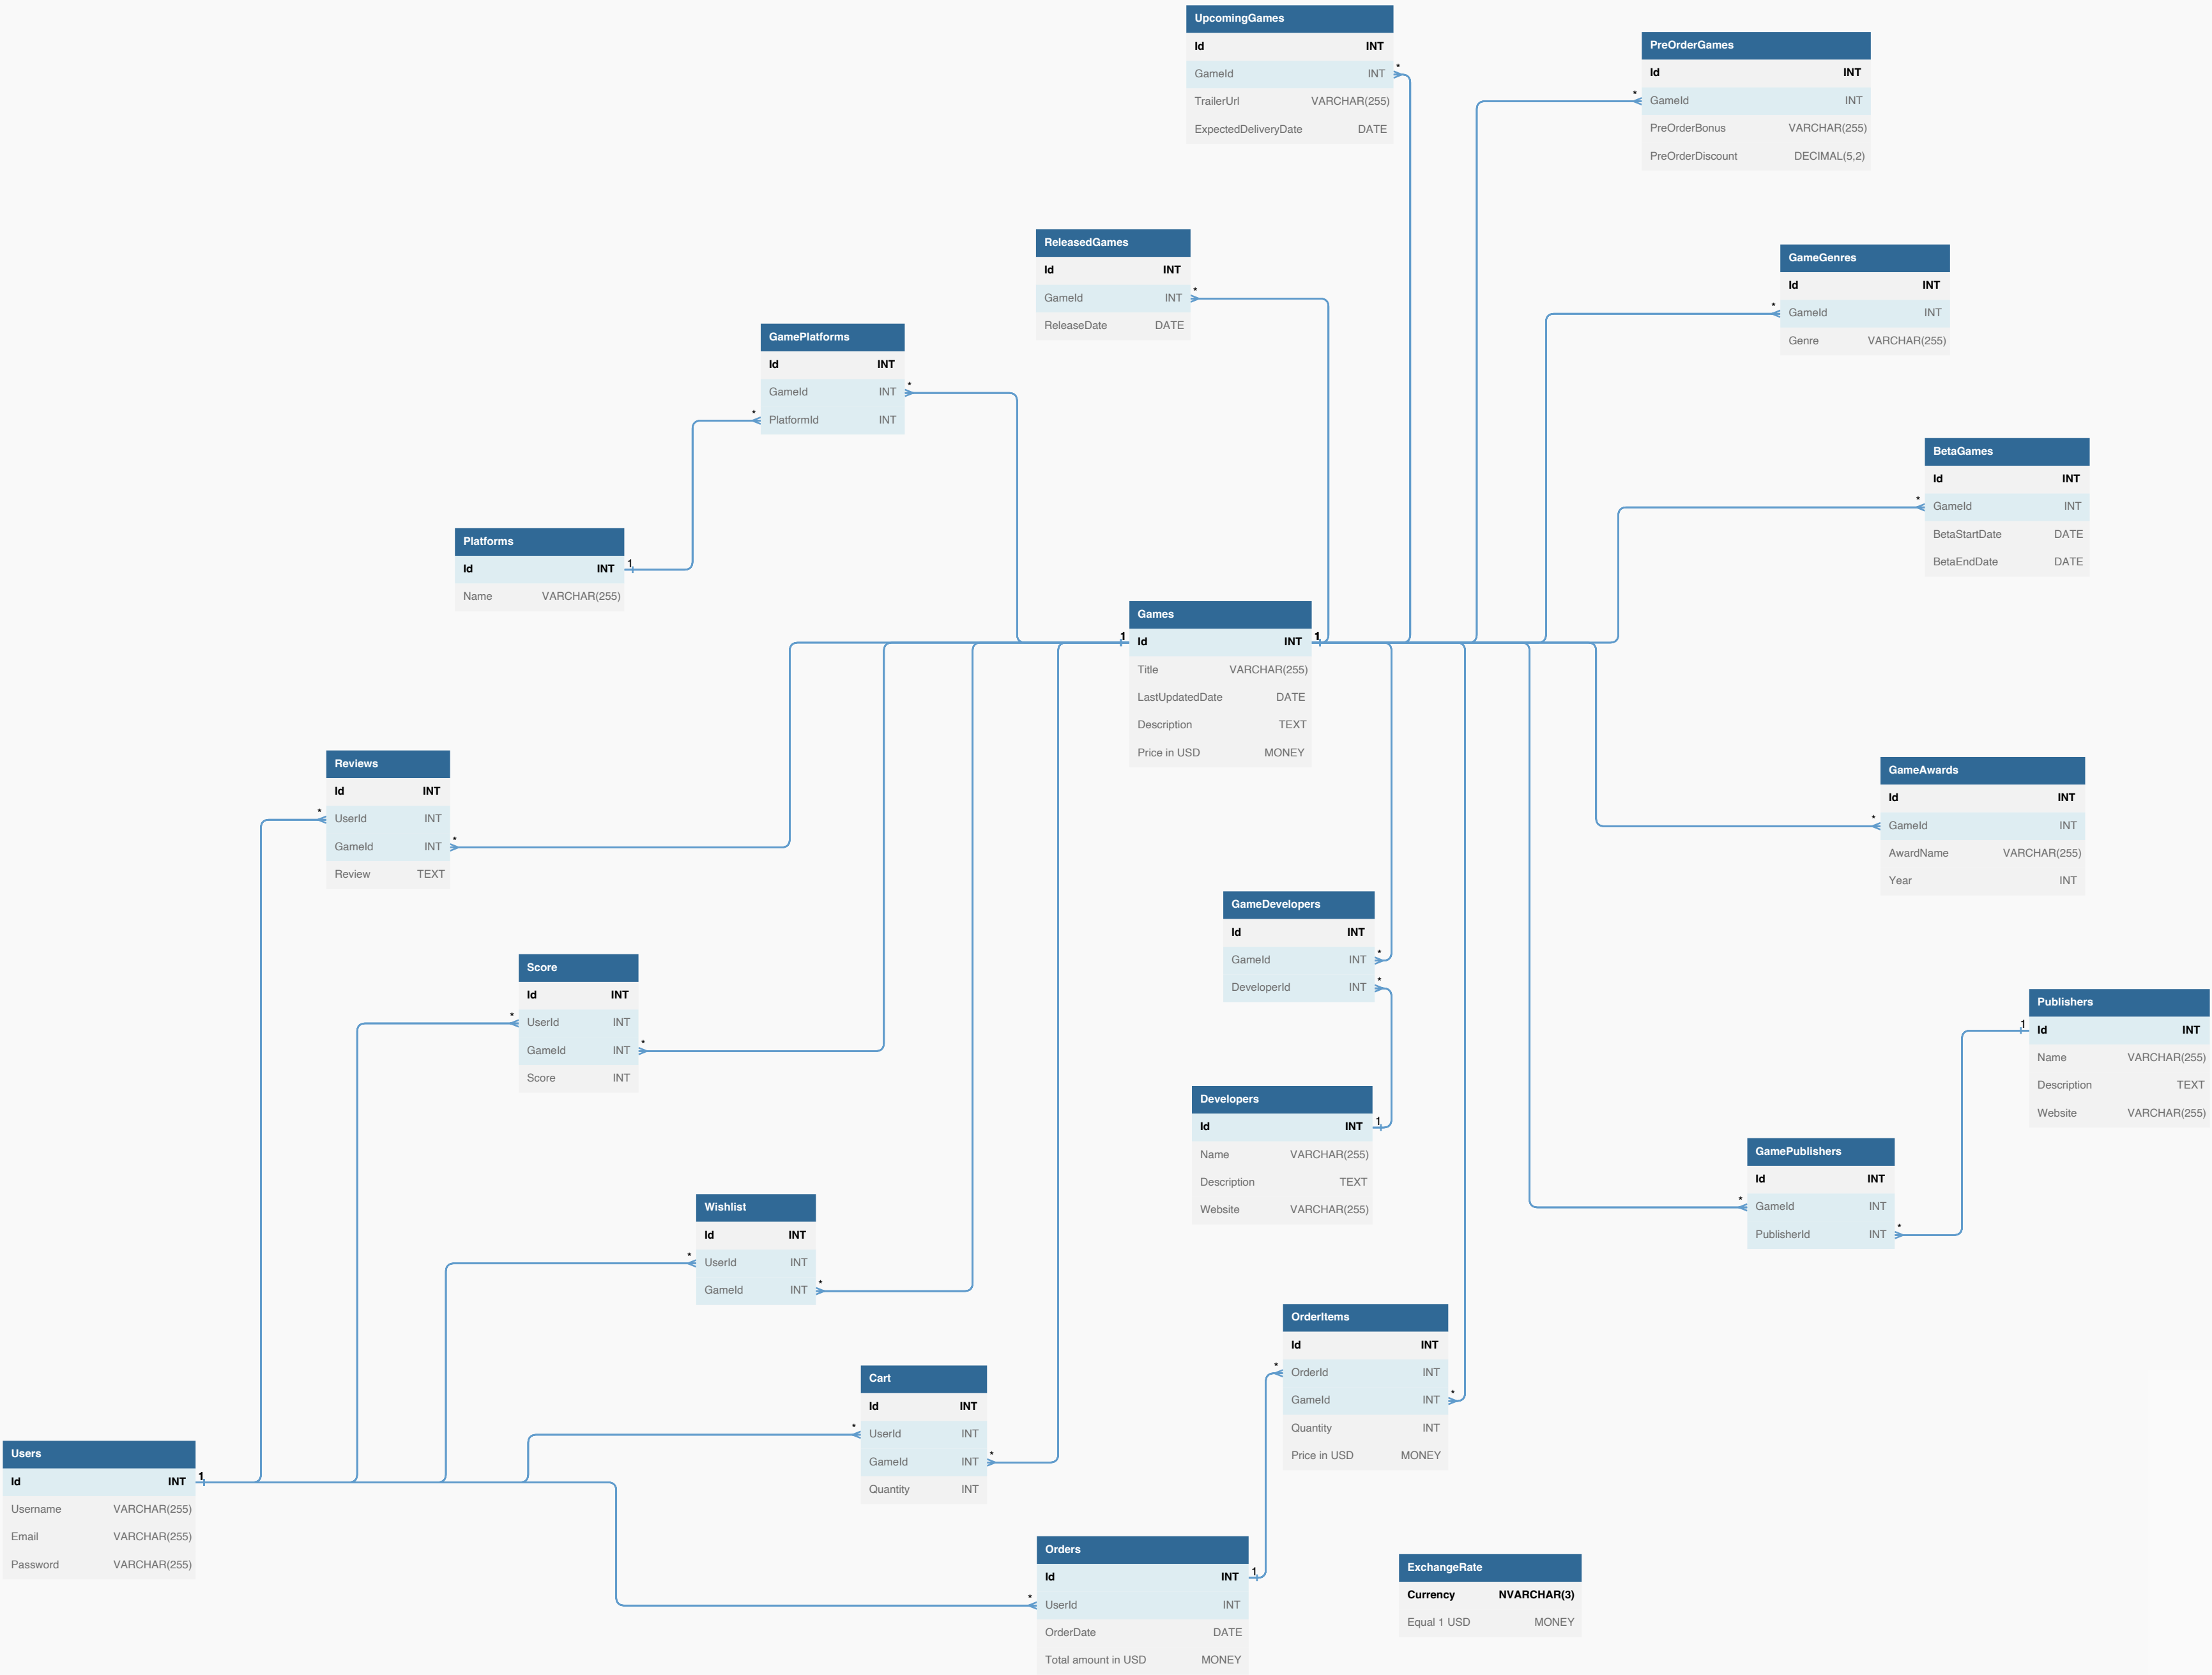 UpcomingGames
Id INT
GameId INT *
TrailerUrl VARCHAR(255)
ExpectedDeliveryDate DATE
PreOrderGames
Id INT
* GameId INT
PreOrderBonus VARCHAR(255)
PreOrderDiscount DECIMAL(5,2)
ReleasedGames
Id INT
GameId INT *
ReleaseDate DATE
GameGenres
Id INT
* GameId INT
Genre VARCHAR(255)
GamePlatforms
Id INT
GameId INT *
* PlatformId INT
BetaGames
Id INT
* GameId INT
BetaStartDate DATE
BetaEndDate DATE
Platforms
Id INT 1
Name VARCHAR(255)
Games
1 Id INT 1
Title VARCHAR(255)
LastUpdatedDate DATE
Description TEXT
Price in USD MONEY
Reviews
Id INT
* UserId INT
GameId INT *
Review TEXT
GameAwards
Id INT
* GameId INT
AwardName VARCHAR(255)
Year INT
GameDevelopers
Id INT
GameId INT *
DeveloperId INT *
Score
Id INT
* UserId INT
GameId INT *
Score INT
Publishers
1 Id INT
Name VARCHAR(255)
Description TEXT
Website VARCHAR(255)
Developers
Id INT 1
Name VARCHAR(255)
Description TEXT
Website VARCHAR(255)
GamePublishers
Id INT
* GameId INT
PublisherId INT *
Wishlist
Id INT
* UserId INT
GameId INT *
OrderItems
Id INT
* OrderId INT
GameId INT *
Quantity INT
Price in USD MONEY
Cart
Id INT
* UserId INT
GameId INT *
Quantity INT
Users
Id INT 1
Username VARCHAR(255)
Email VARCHAR(255)
Password VARCHAR(255)
Orders
Id INT 1
* UserId INT
OrderDate DATE
Total amount in USD MONEY
ExchangeRate
Currency NVARCHAR(3)
Equal 1 USD MONEY